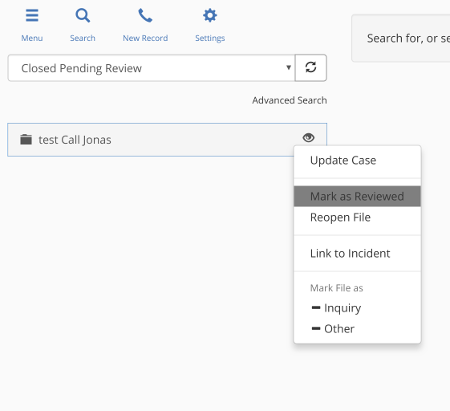 Menu
Search
New Record
Settings
Search for, or se
Closed Pending Review
Advanced Search
test Call Jonas
Update Case
Mark as Reviewed
Reopen File
Link to Incident
Mark File as
Inquiry
Other